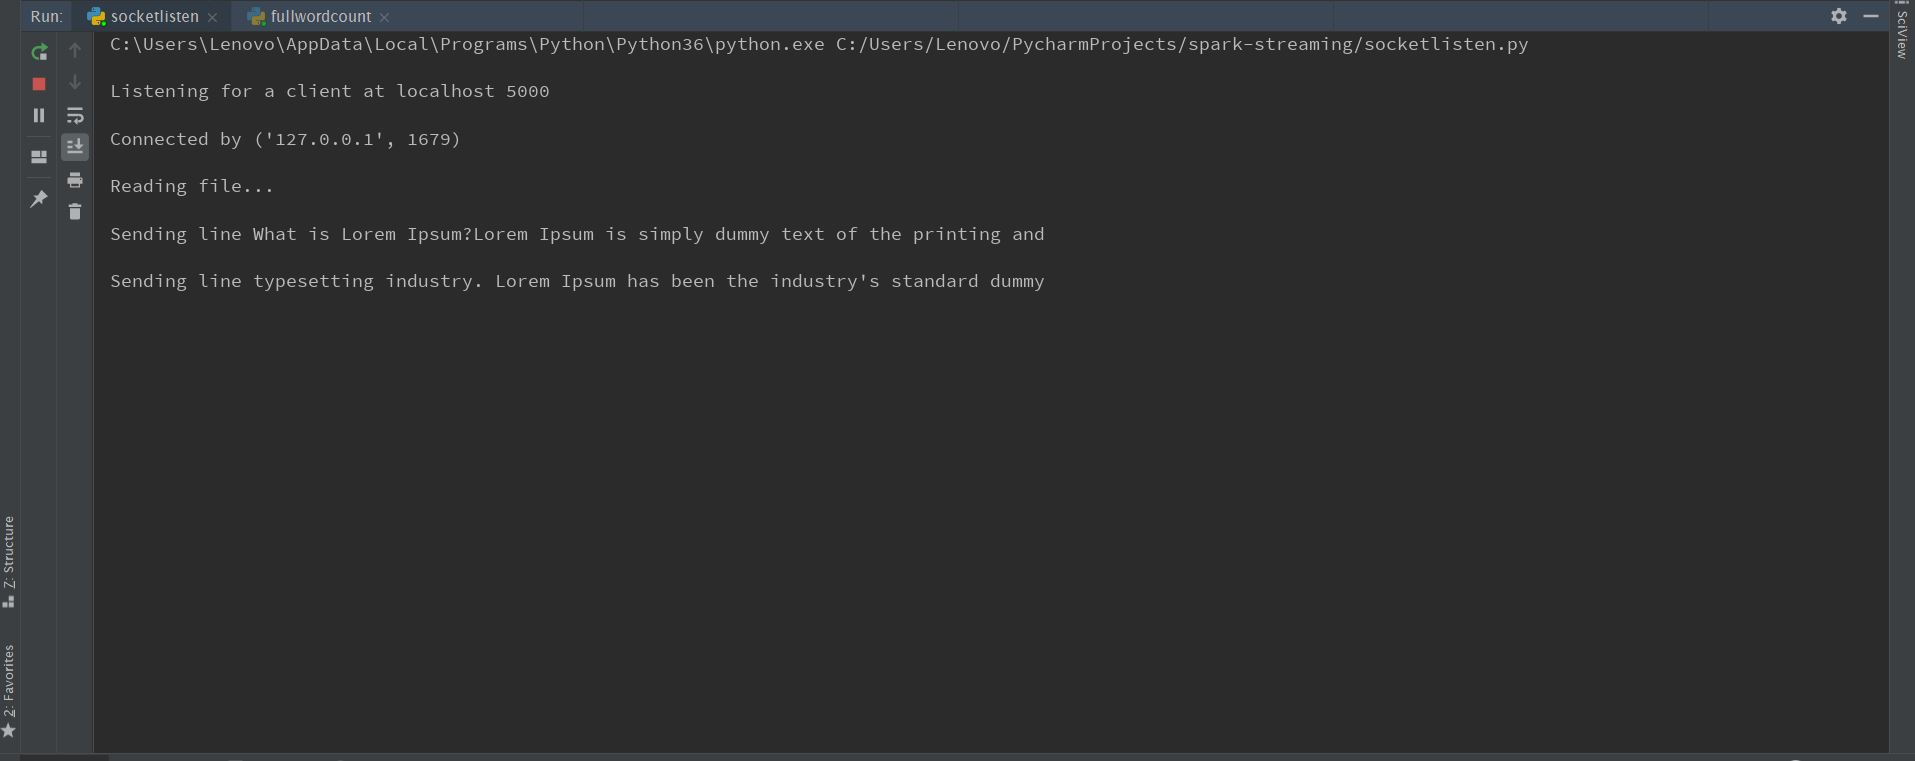 Run: socketlisten fullwordcount
C:\Users\Lenovo\AppData\Local\Programs\Python\Python36\python.exe C:/Users/Lenovo/PycharmProjects/spark-streaming/socketlisten.py
Listening for a client at localhost 5000
Connected by ('127.0.0.1', 1679)
Reading file...
Sending line What is Lorem Ipsum?Lorem Ipsum is simply dummy text of the printing and
Sending line typesetting industry. Lorem Ipsum has been the industry's standard dummy
Z: Structure
2: Favorites
SciView